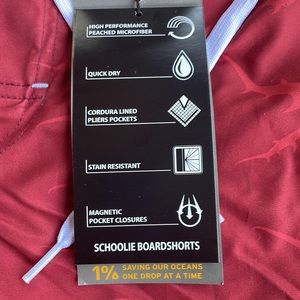 HIGH PERFORMANCE
PEACHED MICROFIBER
QUICK DRY
CORDURA LINED
PLIERS POCKETS
STAIN RESISTANT
MAGNETIC
POCKET CLOSURES
SCHOOLIE BOARDSHORTS
1% SAVING OUR OCEANS
ONE DROP AT A TIME